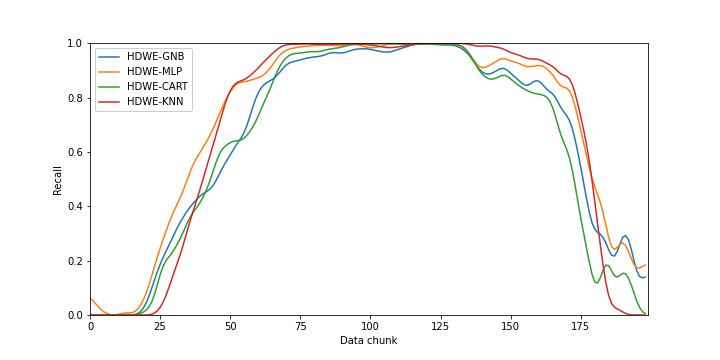 1.0
0.8
0.6
0.4
0.2
0.0
Recall
HDWE-GNB
HDWE-MLP
HDWE-CART
HDWE-KNN
0 25 50 75 100 125 150 175
Data chunk